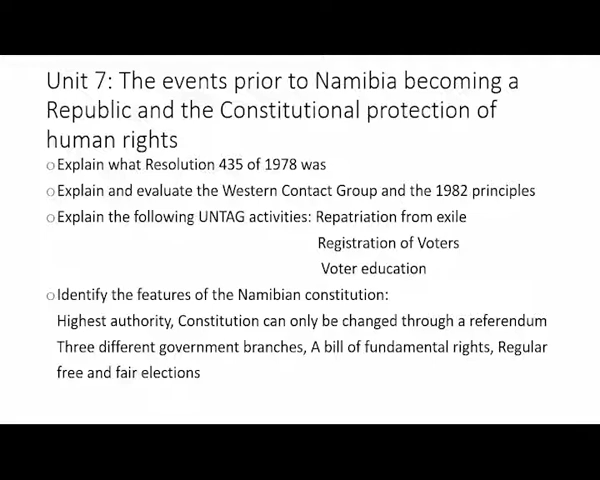 Unit 7: The events prior to Namibia becoming a
Republic and the Constitutional protection of
human rights
o Explain what Resolution 435 of 1978 was
o Explain and evaluate the Western Contact Group and the 1982 principles
o Explain the following UNTAG activities: Repatriation from exile
Registration of Voters
Voter education
o Identify the features of the Namibian constitution:
Highest authority, Constitution can only be changed through a referendum
Three different government branches, A bill of fundamental rights, Regular
free and fair elections